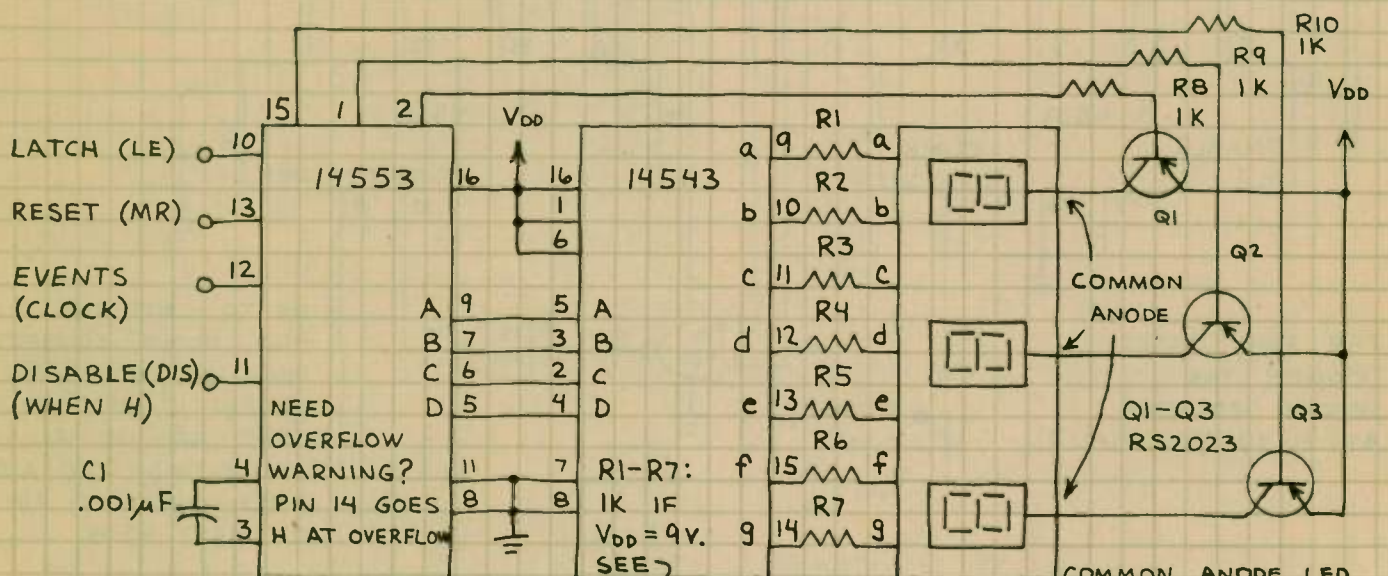 R10
1K
R9
1K
R8
1K
VDD
15
1
2
VDD
LATCH (LE)
10
RESET (MR)
13
EVENTS
(CLOCK)
12
DISABLE (DIS)
(WHEN H)
11
C1
.001µF
4
3
14553
16
A 9
B 7
C 6
D 5
NEED
OVERFLOW
WARNING?
PIN 14 GOES
H AT OVERFLOW
11
8
14543
16
1
6
5 A
3 B
2 C
4 D
7
8
R1-R7:
1K IF
VDD = 9V.
SEE
R1
a 9 a
R2
b 10 b
R3
c 11 c
R4
d 12 d
R5
e 13 e
R6
f 15 f
R7
g 14 g
Q1
Q2
COMMON
ANODE
Q1-Q3
RS2023
Q3
COMMON ANODE LED